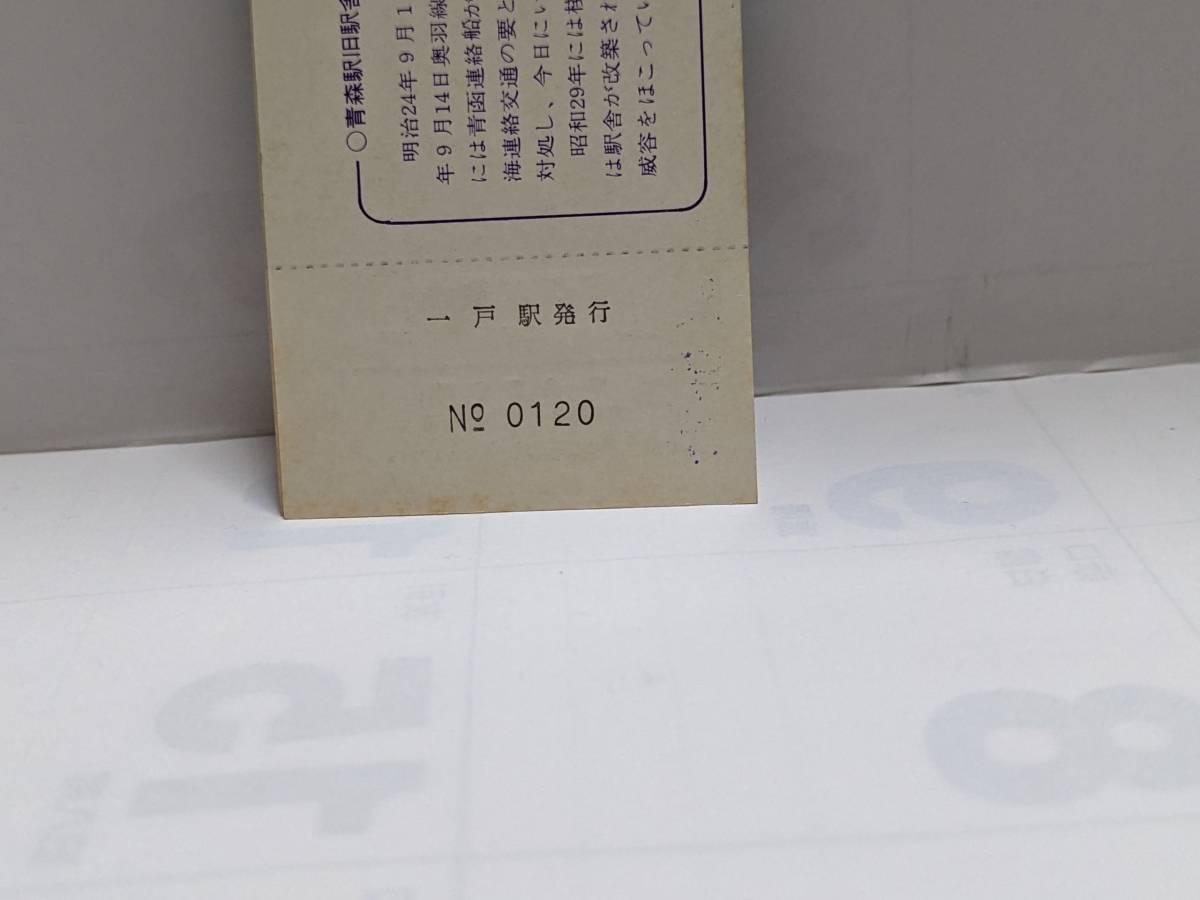 ○青森駅旧駅舎
明治24年9月1
年9月14日奥羽線
には青函連絡船が
海連絡交通の要と
対処し、今日にい
昭和29年には
は駅舎が改築され
威容をほこってい
一戸駅発行
№ 0120